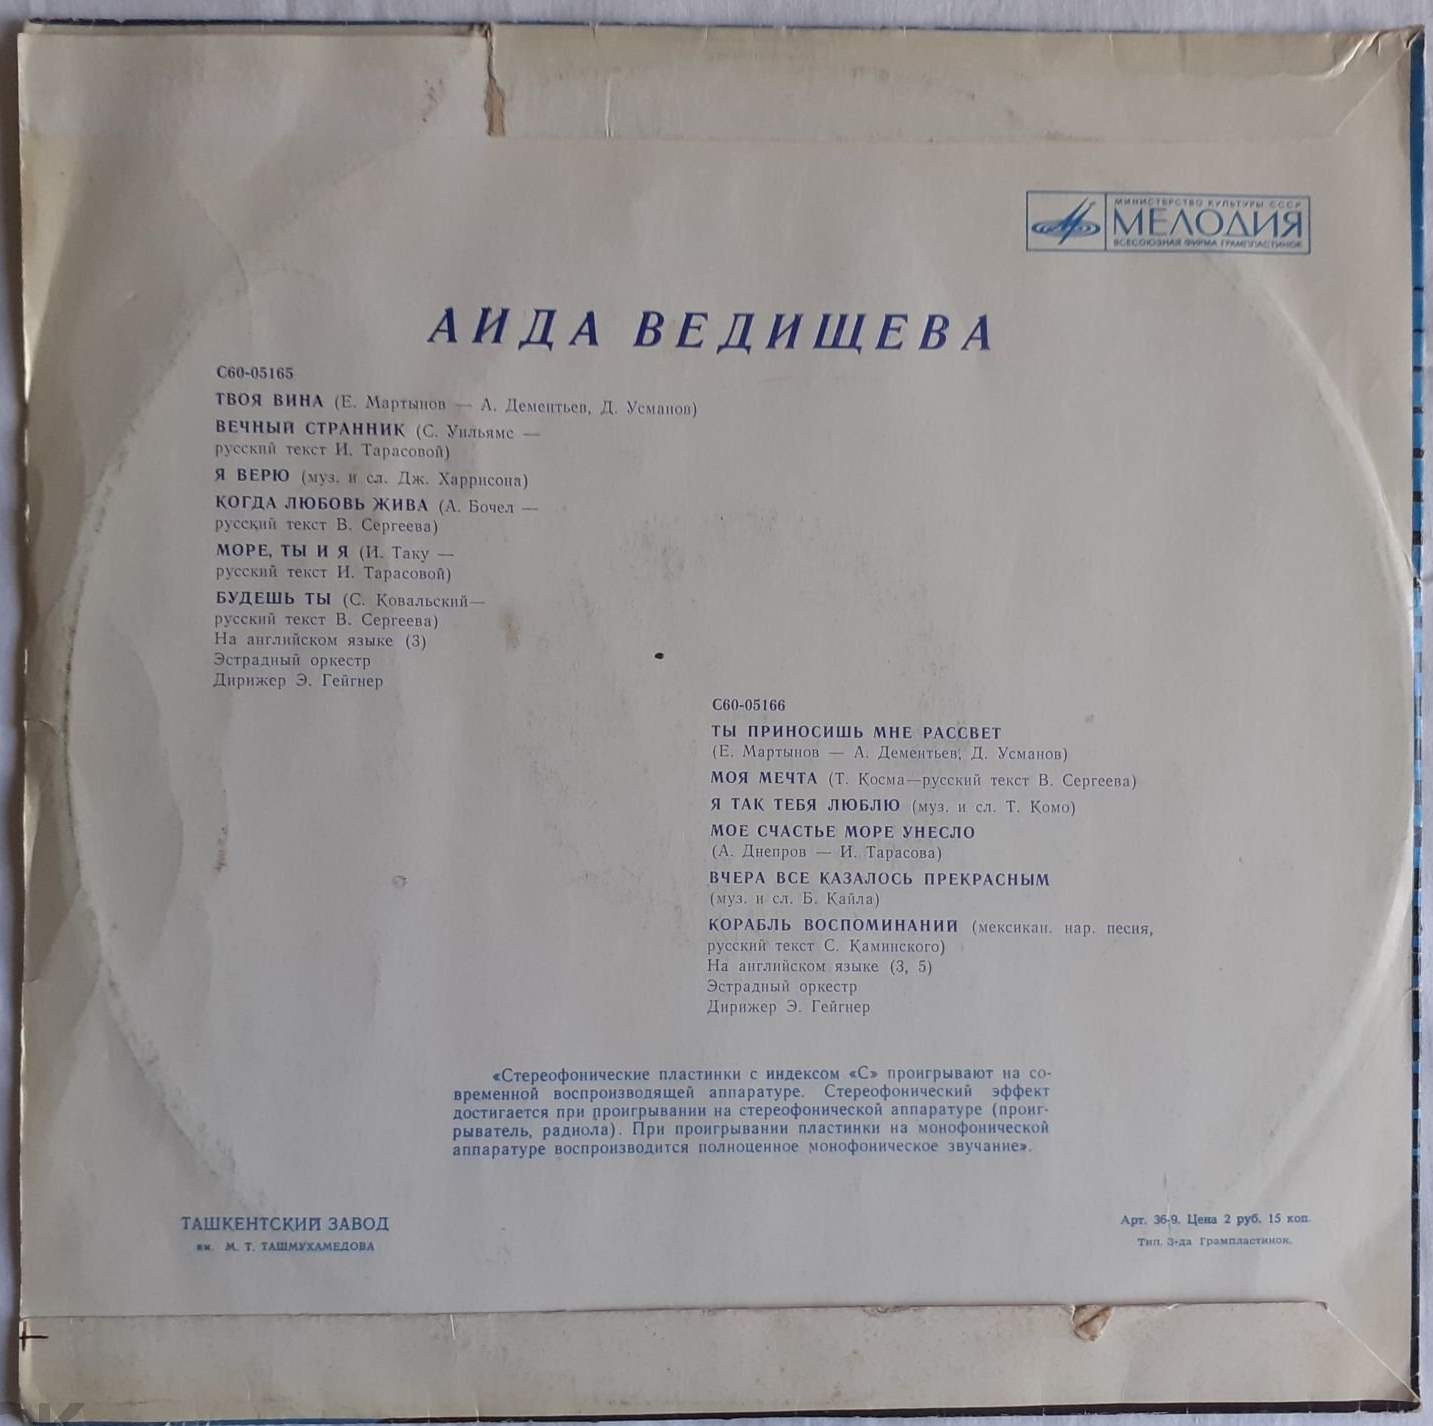 МИНИСТЕРСТВО КУЛЬТУРЫ СССР
МЕЛОДИЯ
ВСЕСОЮЗНАЯ ФИРМА ГРАМПЛАСТИНОК
АИДА ВЕДИЩЕВА
С60-05165
ТВОЯ ВИНА (Е. Мартынов — А. Дементьев, Д. Усманов)
ВЕЧНЫЙ СТРАННИК (С. Уильямс —
русский текст И. Тарасовой)
Я ВЕРЮ (муз. и сл. Дж. Харрисона)
КОГДА ЛЮБОВЬ ЖИВА (А. Бочел —
русский текст В. Сергеева)
МОРЕ, ТЫ И Я (И. Таку —
русский текст И. Тарасовой)
БУДЕШЬ ТЫ (С. Ковальский—
русский текст В. Сергеева)
На английском языке (3)
Эстрадный оркестр
Дирижер Э. Гейгнер
С60-05166
ТЫ ПРИНОСИШЬ МНЕ РАССВЕТ
(Е. Мартынов — А. Дементьев, Д. Усманов)
МОЯ МЕЧТА (Т. Косма—русский текст В. Сергеева)
Я ТАК ТЕБЯ ЛЮБЛЮ (муз. и сл. Т. Комо)
МОЕ СЧАСТЬЕ МОРЕ УНЕСЛО
(А. Днепров — И. Тарасова)
ВЧЕРА ВСЕ КАЗАЛОСЬ ПРЕКРАСНЫМ
(муз. и сл. Б. Кайла)
КОРАБЛЬ ВОСПОМИНАНИЙ (мексикан. нар. песня,
русский текст С. Каминского)
На английском языке (3, 5)
Эстрадный оркестр
Дирижер Э. Гейгнер
«Стереофонические пластинки с индексом «С» проигрывают на со-
временной воспроизводящей аппаратуре. Стереофонический эффект
достигается при проигрывании на стереофонической аппаратуре (проиг-
рыватель, радиола). При проигрывании пластинки на монофонической
аппаратуре воспроизводится полноценное монофоническое звучание».
ТАШКЕНТСКИЙ ЗАВОД
им. М. Т. ТАШМУХАМЕДОВА
Арт. 36-9. Цена 2 руб. 15 коп.
Тип. З-да Грампластинок.